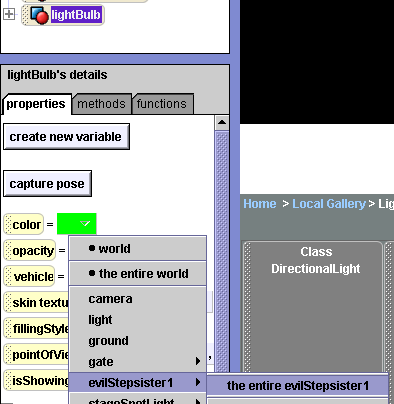 lightBulb
lightBulb's details
properties methods functions
create new variable
capture pose
color =
opacity =
vehicle =
skin textu
fillingStyle
pointOfVie
isShowing
world
the entire world
camera
light
ground
gate
evilStepsister1
the entire evilStepsister1
stageSpotLight
Home > Local Gallery > Lig
Class
DirectionalLight